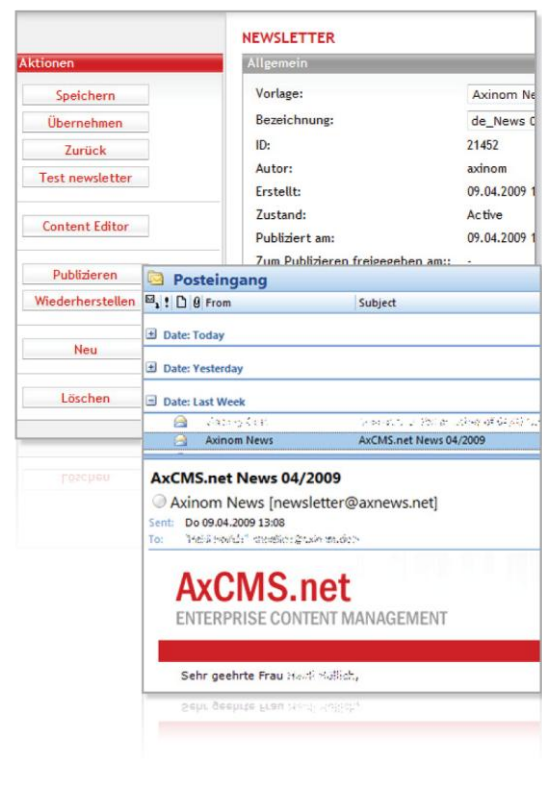 NEWSLETTER
Aktionen
Allgemein
Speichern
Vorlage: Axinom Ne
Übernehmen
Bezeichnung: de_News
Zurück
ID: 21452
Test newsletter
Autor: axinom
Erstellt: 09.04.2009 1
Zustand: Active
Content Editor
Publiziert am: 09.04.2009 1
Zum Publizieren freigegeben am:: -
Publizieren
Wiederherstellen
Neu
Löschen
Posteingang
From Subject
Date: Today
Date: Yesterday
Date: Last Week
Axinom News AxCMS.net News 04/2009
AxCMS.net News 04/2009
Axinom News [newsletter@axnews.net]
Sent: Do 09.04.2009 13:08
To:
AxCMS.net
ENTERPRISE CONTENT MANAGEMENT
Sehr geehrte Frau